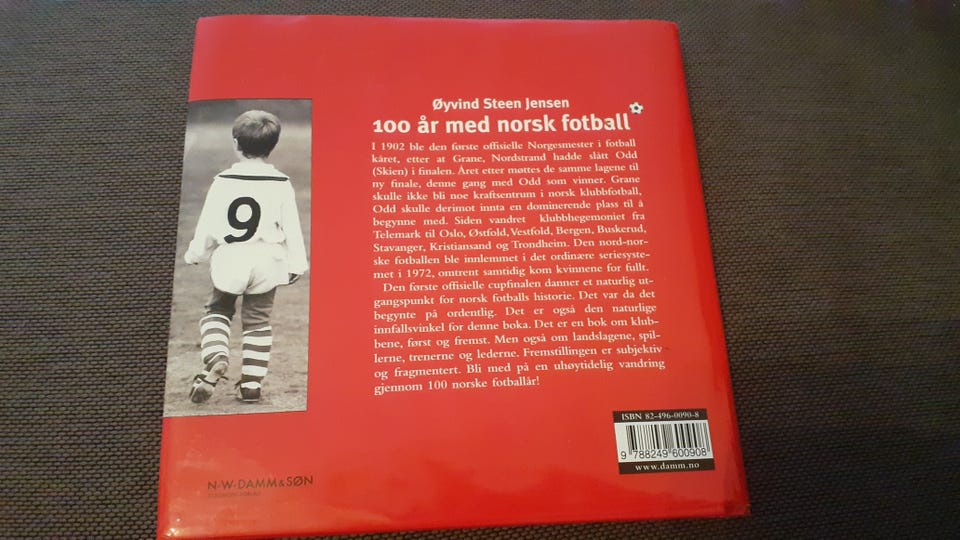 Øyvind Steen Jensen
100 år med norsk fotball
I 1902 ble den første offisielle Norgesmester i fotball
kåret, etter at Grane, Nordstrand hadde slått Odd
(Skien) i finalen. Året etter møttes de samme lagene til
ny finale, denne gang med Odd som vinner. Grane
skulle ikke bli noe kraftsentrum i norsk klubbfotball,
Odd skulle derimot innta en dominerende plass til å
begynne med. Siden vandret klubbhegemoniet fra
Telemark til Oslo, Østfold, Vestfold, Bergen, Buskerud,
Stavanger, Kristiansand og Trondheim. Den nord-nor-
ske fotballen ble innlemmet i det ordinære seriesyste-
met i 1972, omtrent samtidig kom kvinnene for fullt.
Den første offisielle cupfinalen danner et naturlig ut-
gangspunkt for norsk fotballs historie. Det var da det
begynte på ordentlig. Det er også den naturlige
innfallsvinkel for denne boka. Det er en bok om klub-
bene, først og fremst. Men også om landslagene, spil-
lerne, trenerne og lederne. Fremstillingen er subjektiv
og fragmentert. Bli med på en uhøytidelig vandring
gjennom 100 norske fotballår!
9
ISBN 82-496-0090-8
9 788249 600908
www.damm.no
N·W·DAMM & SØN